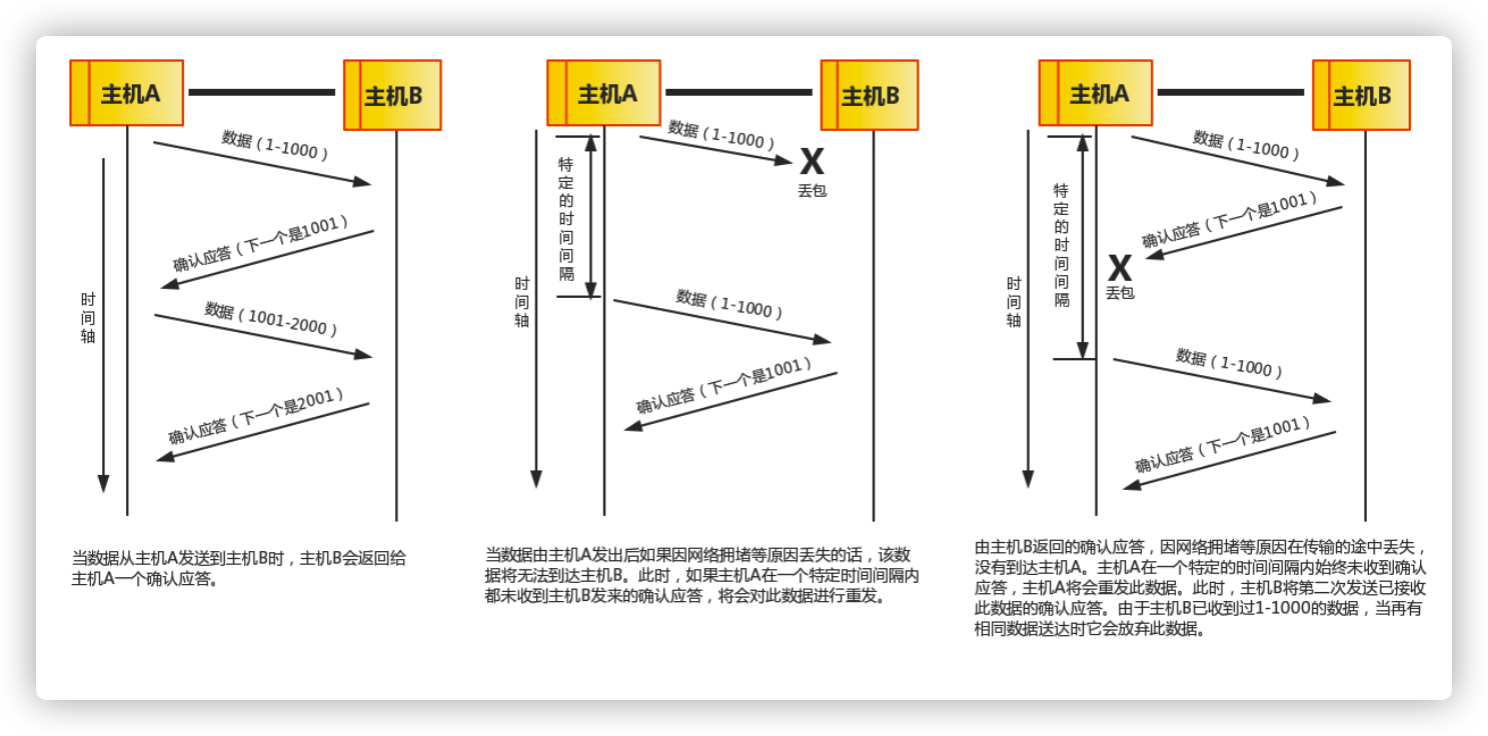 主机A
主机B
数据（1-1000）
确认应答（下一个是1001）
数据（1001-2000）
确认应答（下一个是2001）
时间轴
当数据从主机A发送到主机B时，主机B会返回给
主机A一个确认应答。
主机A
主机B
数据（1-1000）
X
丢包
特定的时间间隔
时间轴
数据（1-1000）
确认应答（下一个是1001）
当数据由主机A发出后如果因网络拥堵等原因丢失的话，该数
据将无法到达主机B。此时，如果主机A在一个特定时间间隔内
都未收到主机B发来的确认应答，将会对此数据进行重发。
主机A
主机B
数据（1-1000）
确认应答（下一个是1001）
X
丢包
特定的时间间隔
时间轴
数据（1-1000）
确认应答（下一个是1001）
由主机B返回的确认应答，因网络拥堵等原因在传输的途中丢失，
没有到达主机A。主机A在一个特定的时间间隔内始终未收到确认
应答，主机A将会重发此数据。此时，主机B将第二次发送已接收
此数据的确认应答。由于主机B已收到过1-1000的数据，当再有
相同数据送达时它会放弃此数据。